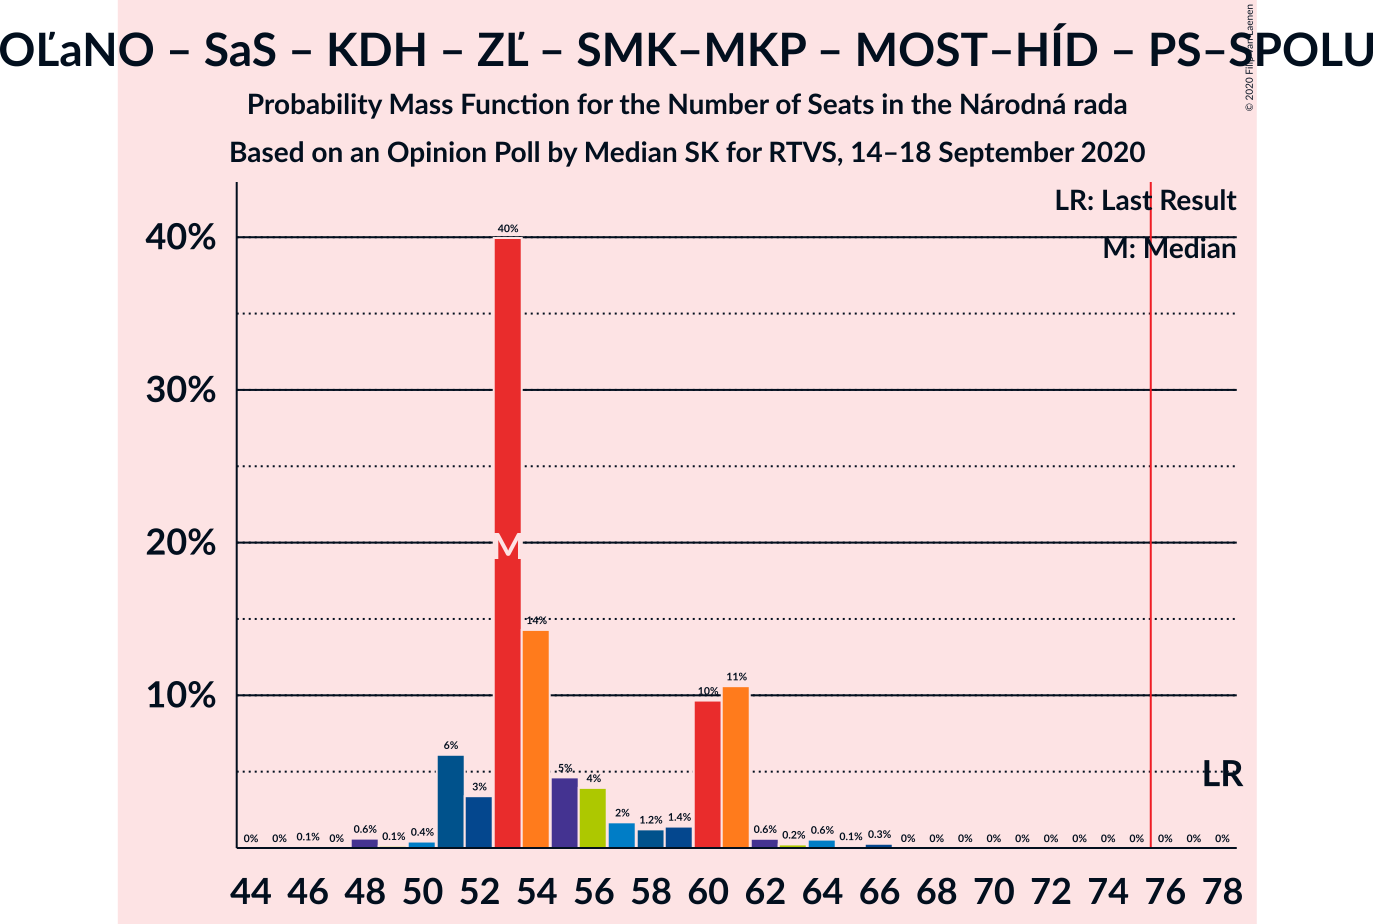 OĽaNO – SaS – KDH – ZĽ – SMK–MKP – MOST–HÍD – PS–SPOLU
© 2020 Filip van Laenen
Probability Mass Function for the Number of Seats in the Národná rada
Based on an Opinion Poll by Median SK for RTVS, 14–18 September 2020
LR: Last Result
M: Median
40%
30%
20%
10%
0% 0% 0.1% 0% 0.6% 0.1% 0.4% 6% 3% 40% 14% 5% 4% 2% 1.2% 1.4% 10% 11% 0.6% 0.2% 0.6% 0.1% 0.3% 0% 0% 0% 0% 0% 0% 0% 0% 0% 0% 0% 0%
M
LR
44 46 48 50 52 54 56 58 60 62 64 66 68 70 72 74 76 78